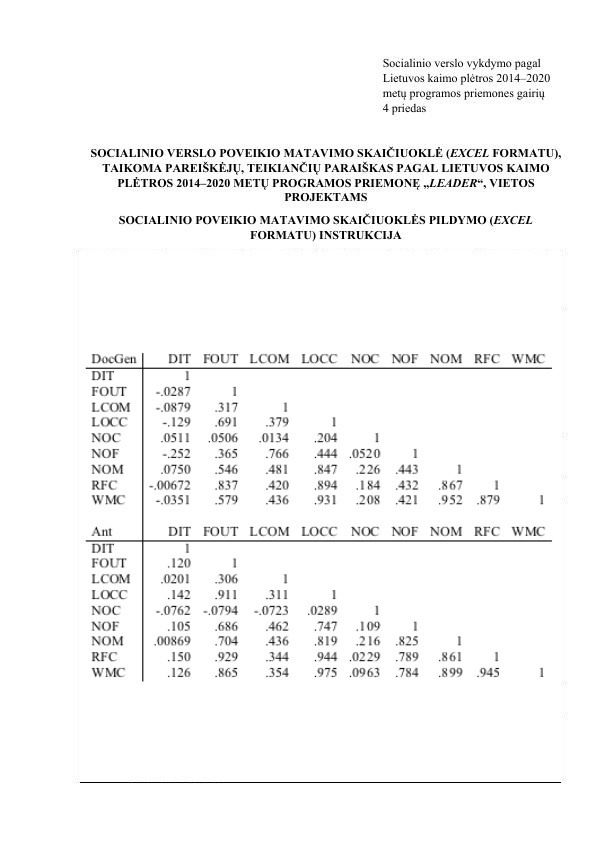 Socialinio verslo vykdymo pagal
Lietuvos kaimo plėtros 2014–2020
metų programos priemones gairių
4 priedas
SOCIALINIO VERSLO POVEIKIO MATAVIMO SKAIČIUOKLĖ (EXCEL FORMATU),
TAIKOMA PAREIŠKĖJŲ, TEIKIANČIŲ PARAIŠKAS PAGAL LIETUVOS KAIMO
PLĖTROS 2014–2020 METŲ PROGRAMOS PRIEMONĘ „LEADER“, VIETOS
PROJEKTAMS
SOCIALINIO POVEIKIO MATAVIMO SKAIČIUOKLĖS PILDYMO (EXCEL
FORMATU) INSTRUKCIJA
DocGen DIT FOUT LCOM LOCC NOC NOF NOM RFC WMC
DIT 1
FOUT -.0287 1
LCOM -.0879 .317 1
LOCC -.129 .691 .379 1
NOC .0511 .0506 .0134 .204 1
NOF -.252 .365 .766 .444 .0520 1
NOM .0750 .546 .481 .847 .226 .443 1
RFC -.00672 .837 .420 .894 .184 .432 .867 1
WMC -.0351 .579 .436 .931 .208 .421 .952 .879 1
Ant DIT FOUT LCOM LOCC NOC NOF NOM RFC WMC
DIT 1
FOUT .120 1
LCOM .0201 .306 1
LOCC .142 .911 .311 1
NOC -.0762 -.0794 -.0723 .0289 1
NOF .105 .686 .462 .747 .109 1
NOM .00869 .704 .436 .819 .216 .825 1
RFC .150 .929 .344 .944 .0229 .789 .861 1
WMC .126 .865 .354 .975 .0963 .784 .899 .945 1